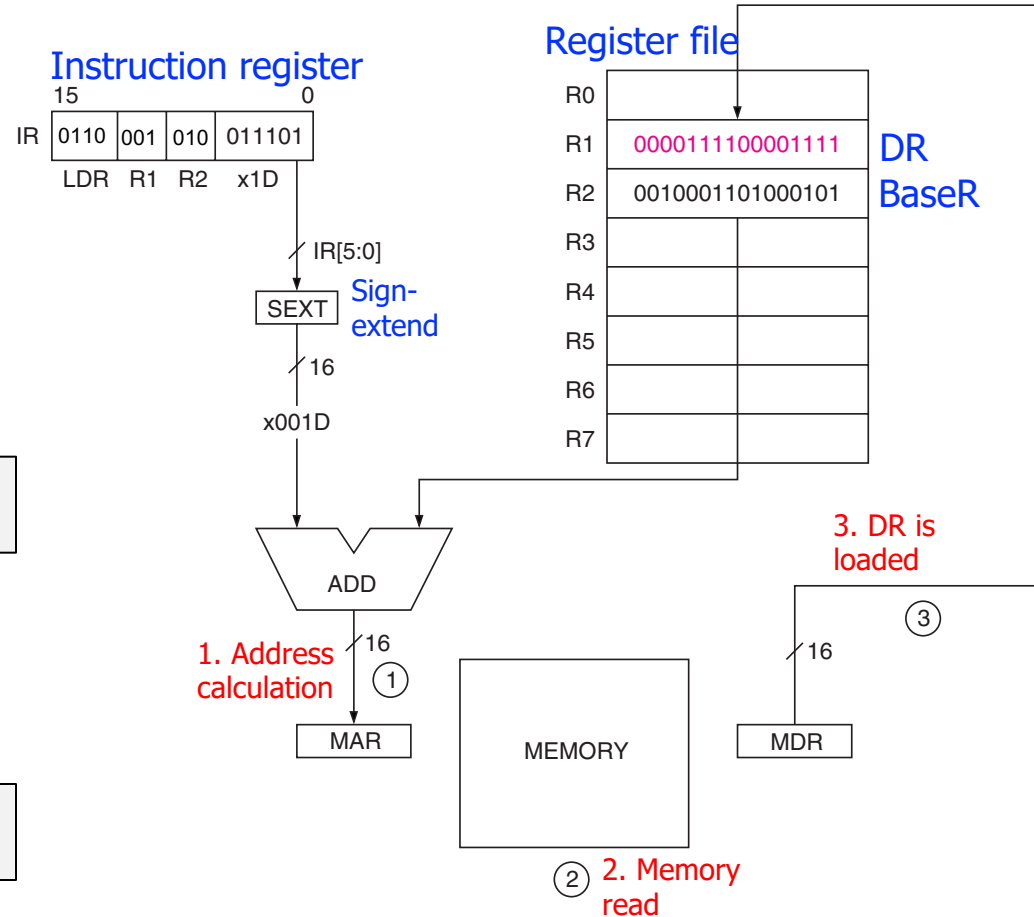 Instruction register
15 0
IR 0110 001 010 011101
LDR R1 R2 x1D
IR[5:0]
SEXT
Sign-
extend
16
x001D
ADD
16
1. Address
calculation
1
MAR
Register file
R0
R1 0000111100001111 DR
R2 0010001101000101 BaseR
R3
R4
R5
R6
R7
MEMORY
2
2. Memory
read
3. DR is
loaded
3
16
MDR